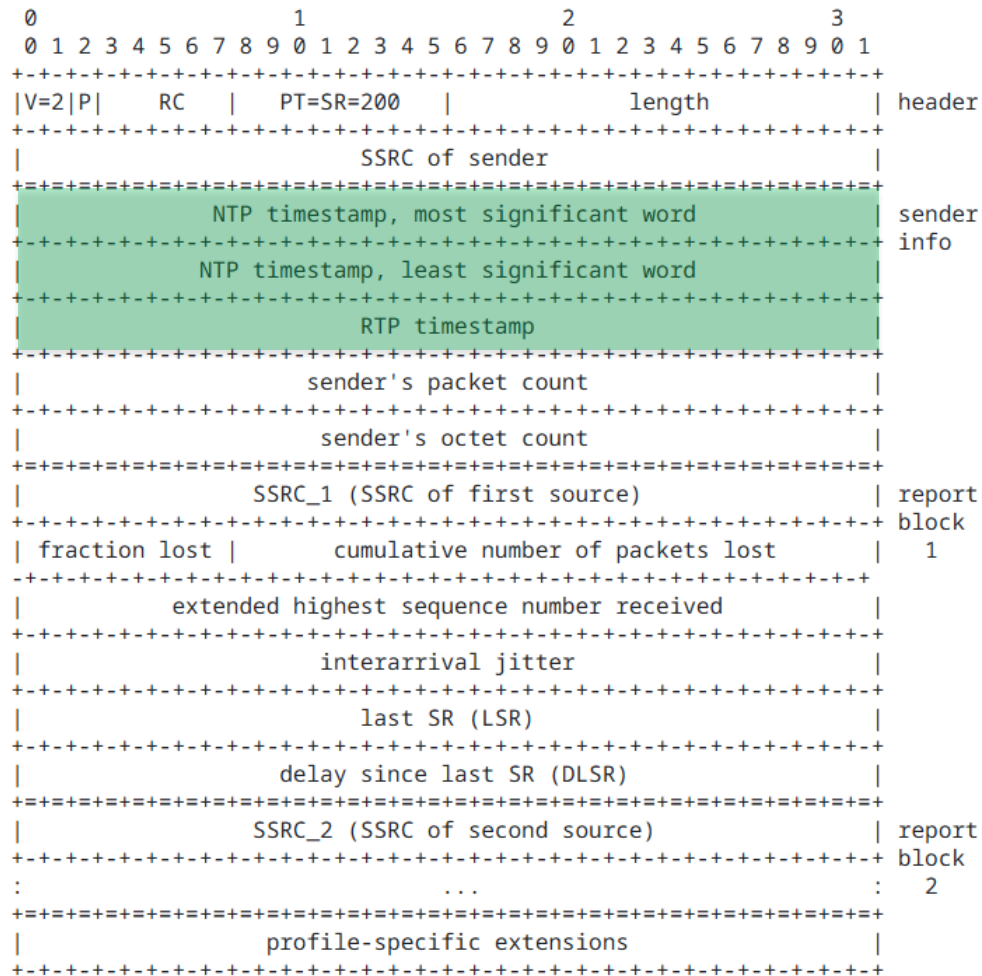 0                   1                   2                   3
 0 1 2 3 4 5 6 7 8 9 0 1 2 3 4 5 6 7 8 9 0 1 2 3 4 5 6 7 8 9 0 1
+-+-+-+-+-+-+-+-+-+-+-+-+-+-+-+-+-+-+-+-+-+-+-+-+-+-+-+-+-+-+-+-+
|V=2|P|    RC   |   PT=SR=200   |             length            | header
+-+-+-+-+-+-+-+-+-+-+-+-+-+-+-+-+-+-+-+-+-+-+-+-+-+-+-+-+-+-+-+-+
|                         SSRC of sender                        |
+=+=+=+=+=+=+=+=+=+=+=+=+=+=+=+=+=+=+=+=+=+=+=+=+=+=+=+=+=+=+=+=+
|              NTP timestamp, most significant word             | sender
+-+-+-+-+-+-+-+-+-+-+-+-+-+-+-+-+-+-+-+-+-+-+-+-+-+-+-+-+-+-+-+-+ info
|             NTP timestamp, least significant word             |
+-+-+-+-+-+-+-+-+-+-+-+-+-+-+-+-+-+-+-+-+-+-+-+-+-+-+-+-+-+-+-+-+
|                         RTP timestamp                         |
+-+-+-+-+-+-+-+-+-+-+-+-+-+-+-+-+-+-+-+-+-+-+-+-+-+-+-+-+-+-+-+-+
|                     sender's packet count                     |
+-+-+-+-+-+-+-+-+-+-+-+-+-+-+-+-+-+-+-+-+-+-+-+-+-+-+-+-+-+-+-+-+
|                      sender's octet count                     |
+=+=+=+=+=+=+=+=+=+=+=+=+=+=+=+=+=+=+=+=+=+=+=+=+=+=+=+=+=+=+=+=+
|                 SSRC_1 (SSRC of first source)                 | report
+-+-+-+-+-+-+-+-+-+-+-+-+-+-+-+-+-+-+-+-+-+-+-+-+-+-+-+-+-+-+-+-+ block
| fraction lost |       cumulative number of packets lost       |   1
-+-+-+-+-+-+-+-+-+-+-+-+-+-+-+-+-+-+-+-+-+-+-+-+-+-+-+-+-+-+-+-+
|           extended highest sequence number received           |
+-+-+-+-+-+-+-+-+-+-+-+-+-+-+-+-+-+-+-+-+-+-+-+-+-+-+-+-+-+-+-+-+
|                      interarrival jitter                      |
+-+-+-+-+-+-+-+-+-+-+-+-+-+-+-+-+-+-+-+-+-+-+-+-+-+-+-+-+-+-+-+-+
|                         last SR (LSR)                         |
+-+-+-+-+-+-+-+-+-+-+-+-+-+-+-+-+-+-+-+-+-+-+-+-+-+-+-+-+-+-+-+-+
|                   delay since last SR (DLSR)                  |
+=+=+=+=+=+=+=+=+=+=+=+=+=+=+=+=+=+=+=+=+=+=+=+=+=+=+=+=+=+=+=+=+
|                 SSRC_2 (SSRC of second source)                | report
+-+-+-+-+-+-+-+-+-+-+-+-+-+-+-+-+-+-+-+-+-+-+-+-+-+-+-+-+-+-+-+-+ block
:                               ...                             :   2
+=+=+=+=+=+=+=+=+=+=+=+=+=+=+=+=+=+=+=+=+=+=+=+=+=+=+=+=+=+=+=+=+
|                  profile-specific extensions                  |
+-+-+-+-+-+-+-+-+-+-+-+-+-+-+-+-+-+-+-+-+-+-+-+-+-+-+-+-+-+-+-+-+